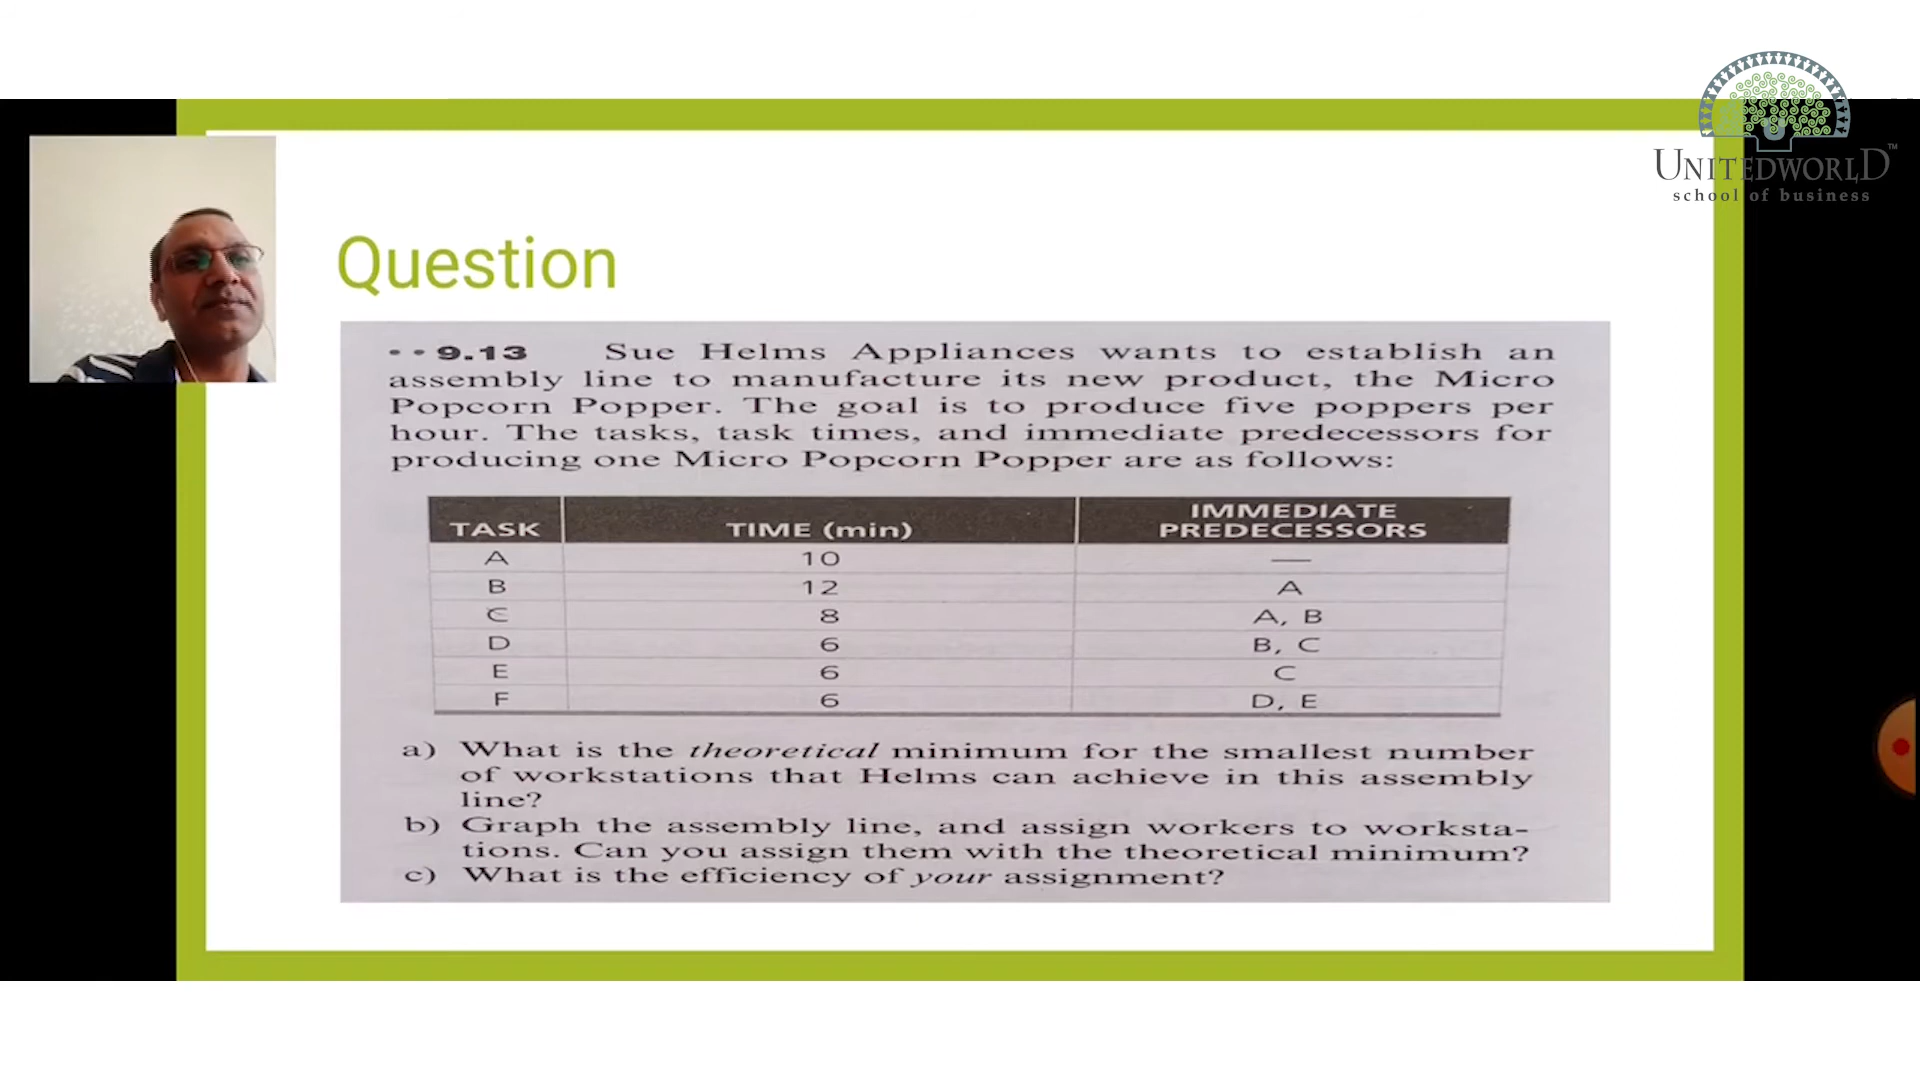 UNITEDWORLD™
school of business
Question
•• 9.13 Sue Helms Appliances wants to establish an
assembly line to manufacture its new product, the Micro
Popcorn Popper. The goal is to produce five poppers per
hour. The tasks, task times, and immediate predecessors for
producing one Micro Popcorn Popper are as follows:
TASK TIME (min) IMMEDIATE PREDECESSORS
A 10 —
B 12 A
C 8 A, B
D 6 B, C
E 6 C
F 6 D, E
a) What is the theoretical minimum for the smallest number
of workstations that Helms can achieve in this assembly
line?
b) Graph the assembly line, and assign workers to worksta-
tions. Can you assign them with the theoretical minimum?
c) What is the efficiency of your assignment?